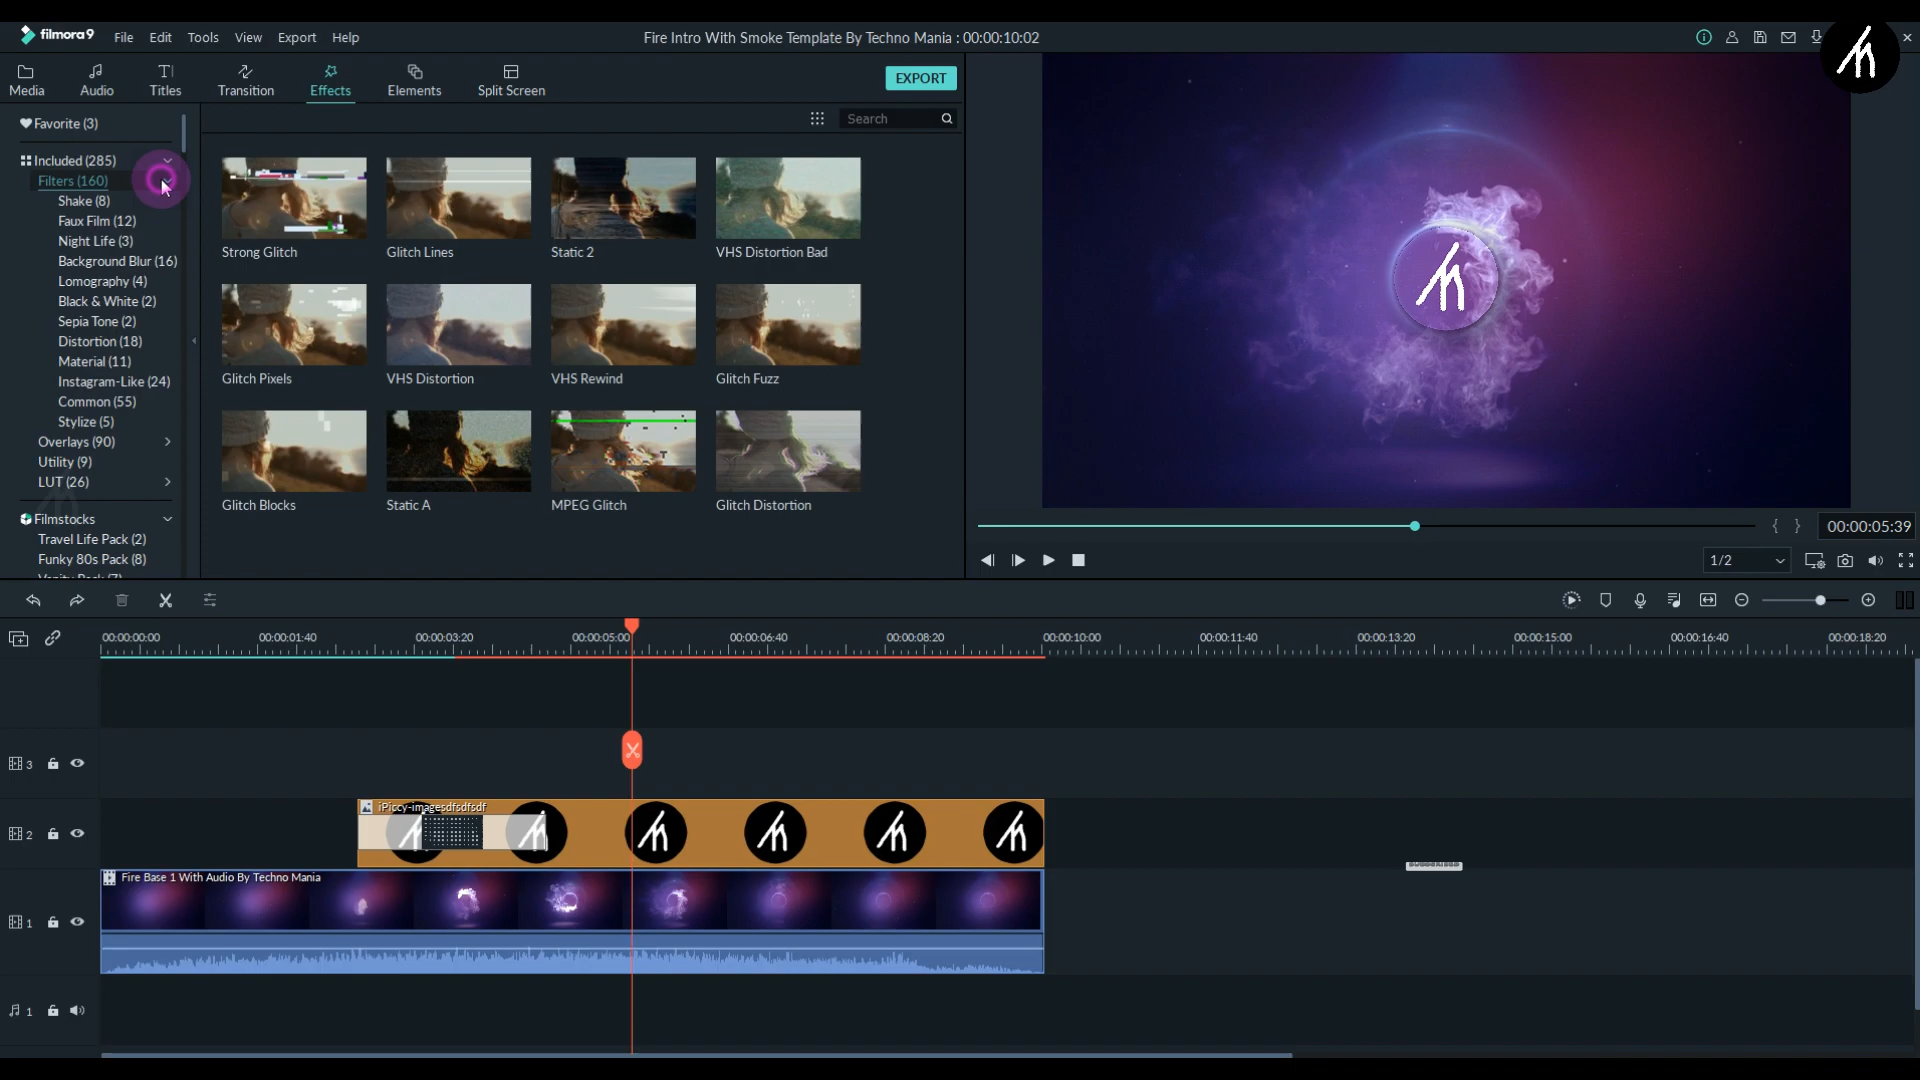 filmora9 File Edit Tools View Export Help
Fire Intro With Smoke Template By Techno Mania : 00:00:10:02
Media Audio Titles Transition Effects Elements Split Screen
EXPORT
Search
Favorite (3)
Included (285)
Filters (160)
Shake (8)
Faux Film (12)
Night Life (3)
Background Blur (16)
Lomography (4)
Black & White (2)
Sepia Tone (2)
Distortion (18)
Material (11)
Instagram-Like (24)
Common (55)
Stylize (5)
Overlays (90)
Utility (9)
LUT (26)
Filmstocks
Travel Life Pack (2)
Funky 80s Pack (8)
Strong Glitch Glitch Lines Static 2 VHS Distortion Bad
Glitch Pixels VHS Distortion VHS Rewind Glitch Fuzz
Glitch Blocks Static A MPEG Glitch Glitch Distortion
00:00:05:39
1/2
00:00:00:00 00:00:01:40 00:00:03:20 00:00:05:00 00:00:06:40 00:00:08:20 00:00:10:00 00:00:11:40 00:00:13:20 00:00:15:00 00:00:16:40 00:00:18:20
3
2
iPiccy-imagesdfsdfsdf
1
Fire Base 1 With Audio By Techno Mania
1